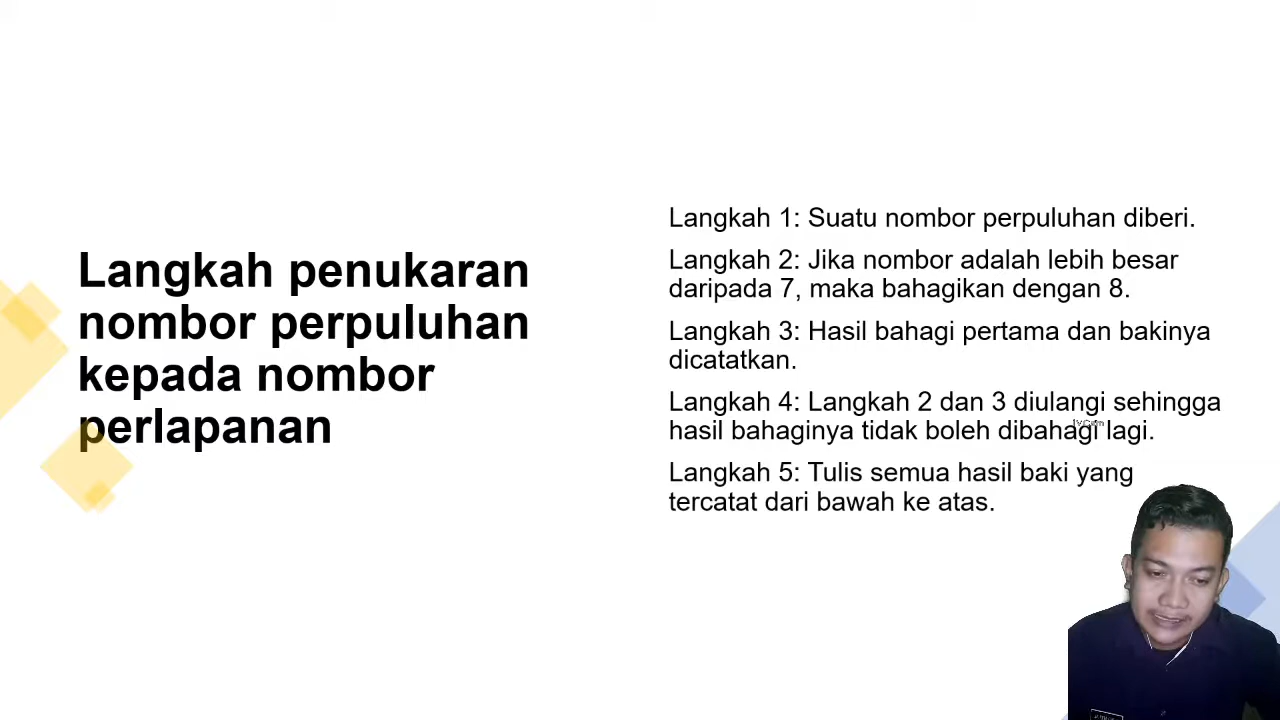 Langkah penukaran
nombor perpuluhan
kepada nombor
perlapanan
Langkah 1: Suatu nombor perpuluhan diberi.
Langkah 2: Jika nombor adalah lebih besar
daripada 7, maka bahagikan dengan 8.
Langkah 3: Hasil bahagi pertama dan bakinya
dicatatkan.
Langkah 4: Langkah 2 dan 3 diulangi sehingga
hasil bahaginya tidak boleh dibahagi lagi.
iVCam
Langkah 5: Tulis semua hasil baki yang
tercatat dari bawah ke atas.